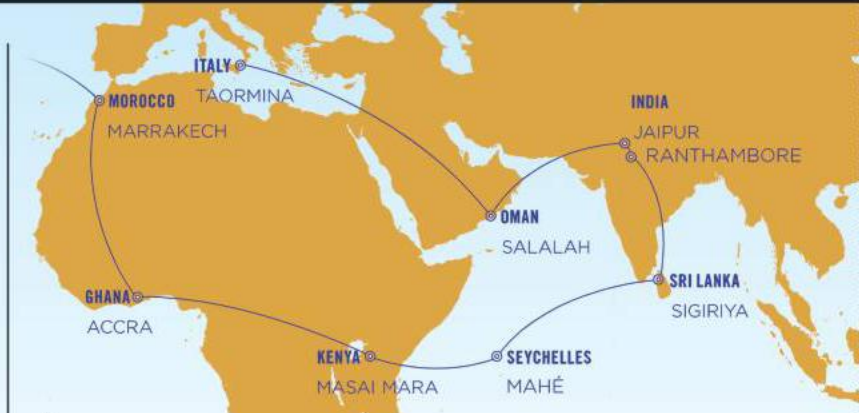 ITALY
TAORMINA
MOROCCO
MARRAKECH
INDIA
JAIPUR
RANTHAMBORE
OMAN
SALALAH
GHANA
ACCRA
SRI LANKA
SIGIRIYA
KENYA
MASAI MARA
SEYCHELLES
MAHÉ